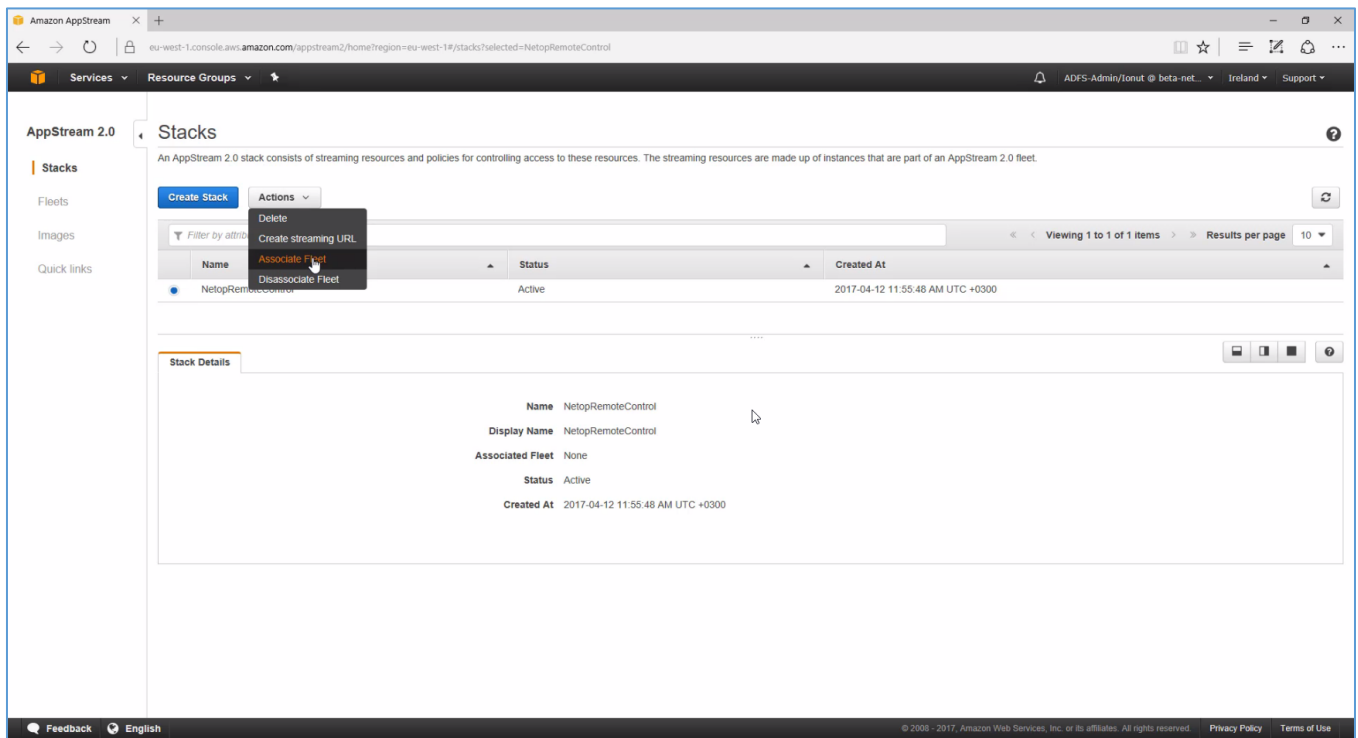 Amazon AppStream
eu-west-1.console.aws.amazon.com/appstream2/home?region=eu-west-1#/stacks?selected=NetopRemoteControl
Services Resource Groups ADFS-Admin/Ionut @ beta-net... Ireland Support
AppStream 2.0
Stacks
Fleets
Images
Quick links
Stacks
An AppStream 2.0 stack consists of streaming resources and policies for controlling access to these resources. The streaming resources are made up of instances that are part of an AppStream 2.0 fleet.
Create Stack Actions
Delete
Create streaming URL
Associate Fleet
Disassociate Fleet
Filter by Viewing 1 to 1 of 1 items Results per page 10
Name Status Created At
NetopRemoteControl Active 2017-04-12 11:55:48 AM UTC +0300
Stack Details
Name NetopRemoteControl
Display Name NetopRemoteControl
Associated Fleet None
Status Active
Created At 2017-04-12 11:55:48 AM UTC +0300
Feedback English © 2008 - 2017, Amazon Web Services, Inc. or its affiliates. All rights reserved. Privacy Policy Terms of Use